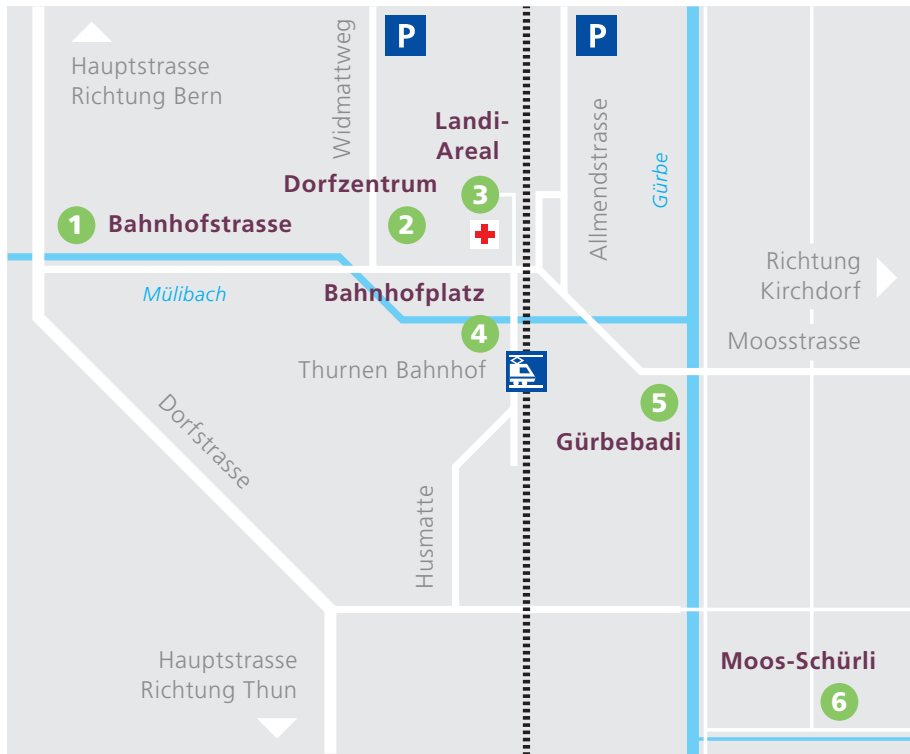 P
P
Hauptstrasse
Richtung Bern
Widmattweg
Landi-
Areal
Allmendstrasse
Gürbe
Dorfzentrum
3
1 Bahnhofstrasse
2
Richtung
Kirchdorf
Mülibach
Bahnhofplatz
4
Moosstrasse
Thurnen Bahnhof
5
Gürbebadi
Dorfstrasse
Husmatte
Hauptstrasse
Richtung Thun
Moos-Schürli
6